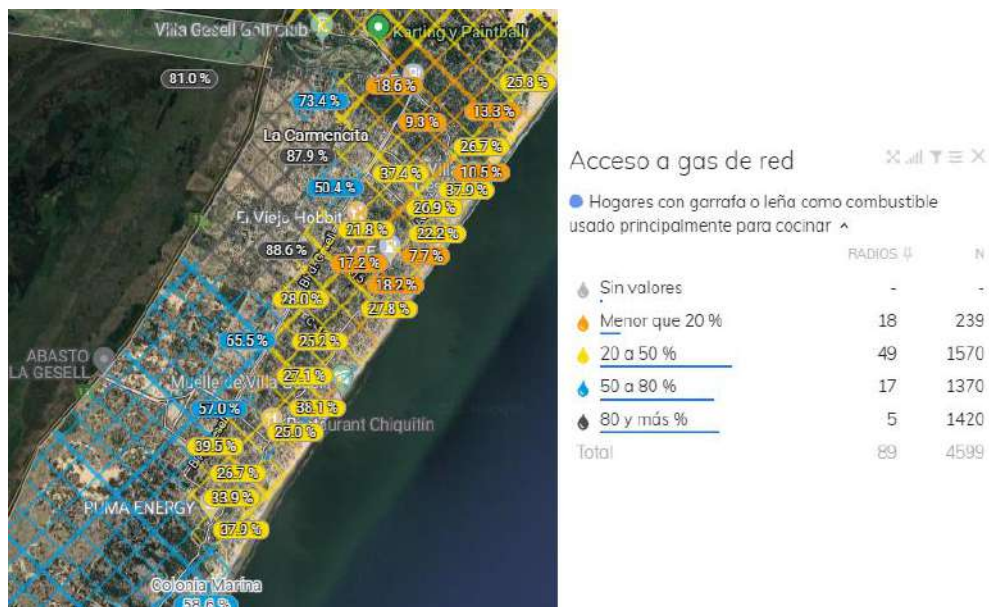 Villa Gesell Golf Club
Karting y Paintball
81.0 %
18.6 %
25.8 %
73.4 %
13.3 %
9.3 %
La Carmencita
26.7 %
87.9 %
37.4 %
10.5 %
50.4 %
37.9 %
26.9 %
El Viejo Hobbit
21.8 %
22.2 %
88.6 %
YPF
7.7 %
17.2 %
18.2 %
28.0 %
27.8 %
65.5 %
25.2 %
ABASTO
LA GESELL
27.1 %
Muelle de Villa
57.0 %
36.1 %
25.0 %
Restaurant Chiquitín
39.5 %
26.7 %
33.9 %
PUMA ENERGY
37.9 %
Colonia Marina
58.6 %
Acceso a gas de red
Hogares con garrafa o leña como combustible
usado principalmente para cocinar
RADIOS N
Sin valores - -
Menor que 20 % 18 239
20 a 50 % 49 1570
50 a 80 % 17 1370
80 y más % 5 1420
Total 89 4599